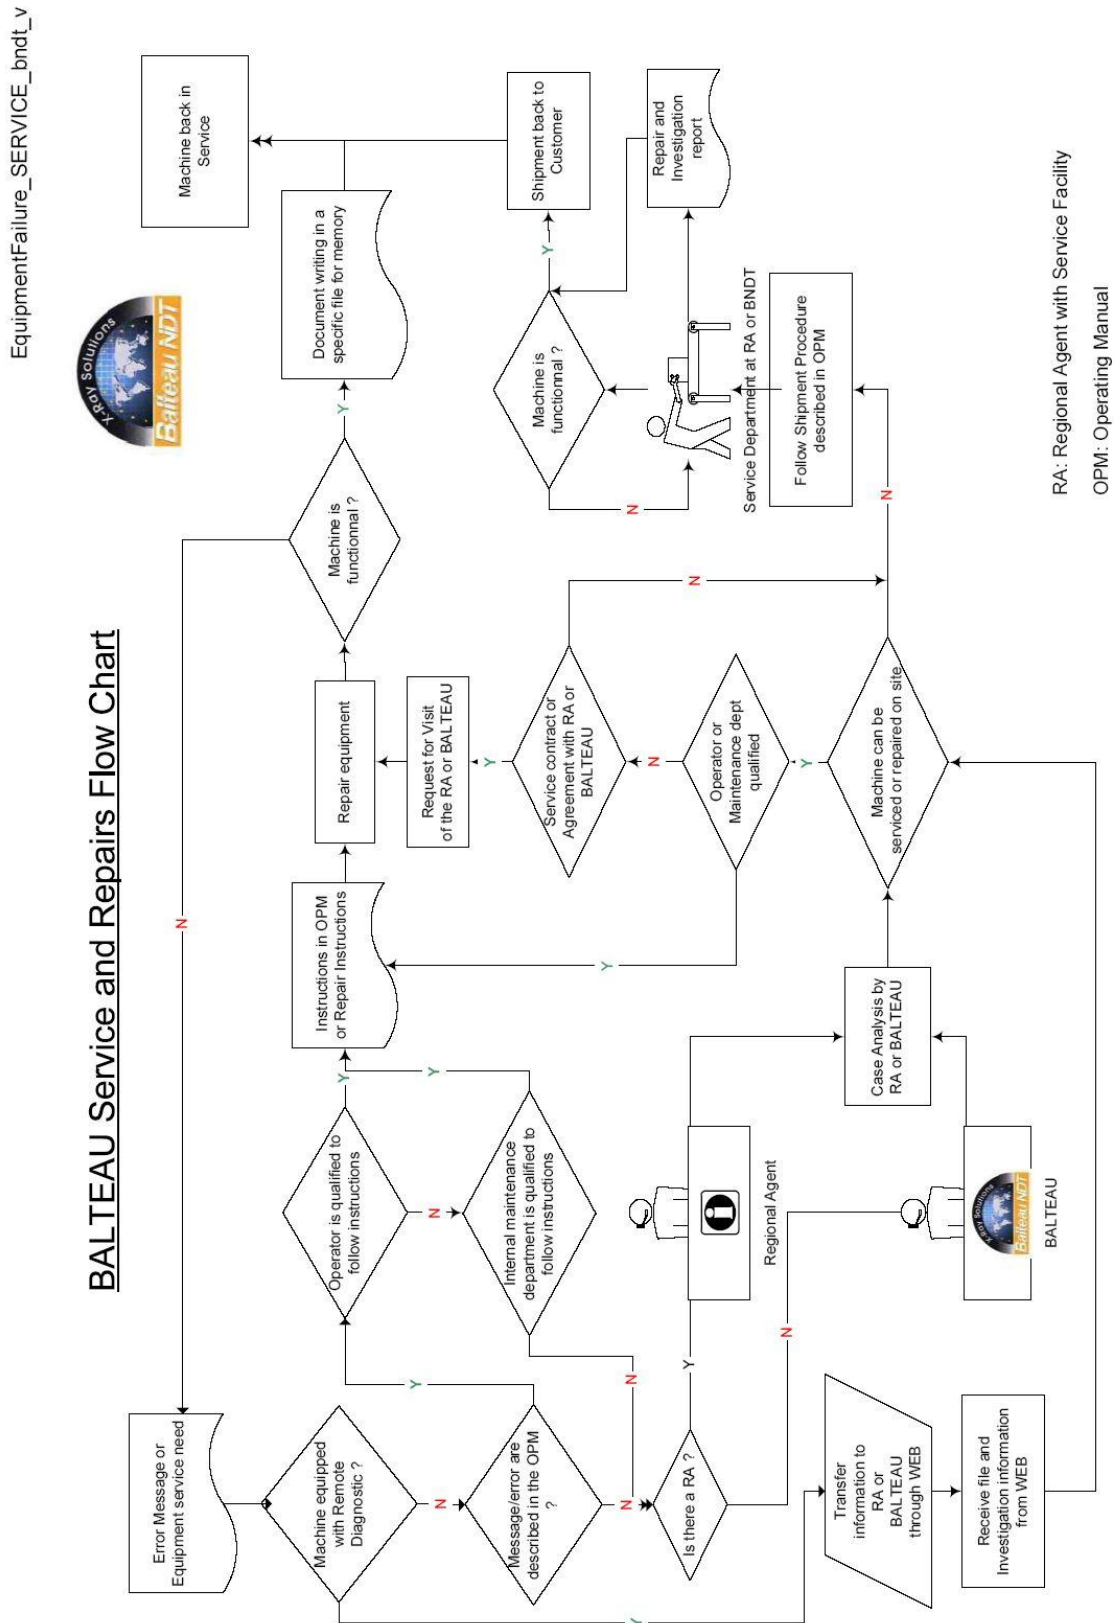 EquipmentFailure_SERVICE_bndt_v
BALTEAU Service and Repairs Flow Chart
X-Ray Solutions
Balteau NDT
Error Message or
Equipment service need
N
Machine equipped
with Remote
Diagnostic ?
N
Y
Message/error are
described in the OPM
?
Y
N
Operator is qualified to
follow instructions
Y
N
Internal maintenance
department is qualified to
follow instructions
Y
N
Instructions in OPM
or Repair Instructions
Repair equipment
Machine is
functionnal ?
Y
Document writing in a
specific file for memory
Machine back in
Service
Request for Visit
of the RA or BALTEAU
Y
Service contract or
Agreement with RA or
BALTEAU
N
N
Operator or
Maintenance dept
qualified
Y
Y
Machine can be
serviced or repaired on site
N
Is there a RA ?
Y
N
Regional Agent
X-Ray Solutions
Balteau NDT
BALTEAU
Case Analysis by
RA or BALTEAU
Transfer
information to
RA or
BALTEAU
through WEB
Receive file and
Investigation information
from WEB
Follow Shipment Procedure
described in OPM
Service Department at RA or BNDT
Machine is
functionnal ?
N
Y
Shipment back to
Customer
Repair and
Investigation
report
RA: Regional Agent with Service Facility
OPM: Operating Manual